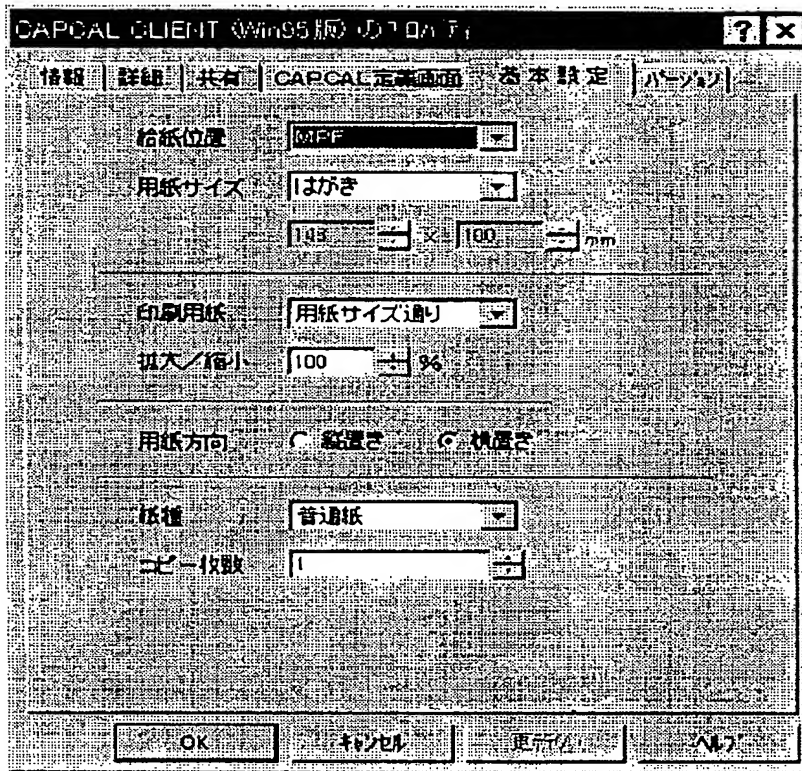 CAPCAL CLIENT (Win95版) のプロパティ
情報 詳細 共有 CAPCAL定義画面 基本設定 バージョン
給紙位置 MPF
用紙サイズ はがき
148 × 100 mm
印刷用紙 用紙サイズ通り
拡大/縮小 100 %
用紙方向 縦置き 横置き
紙種 普通紙
コピー枚数 1
OK キャンセル ヘルプ